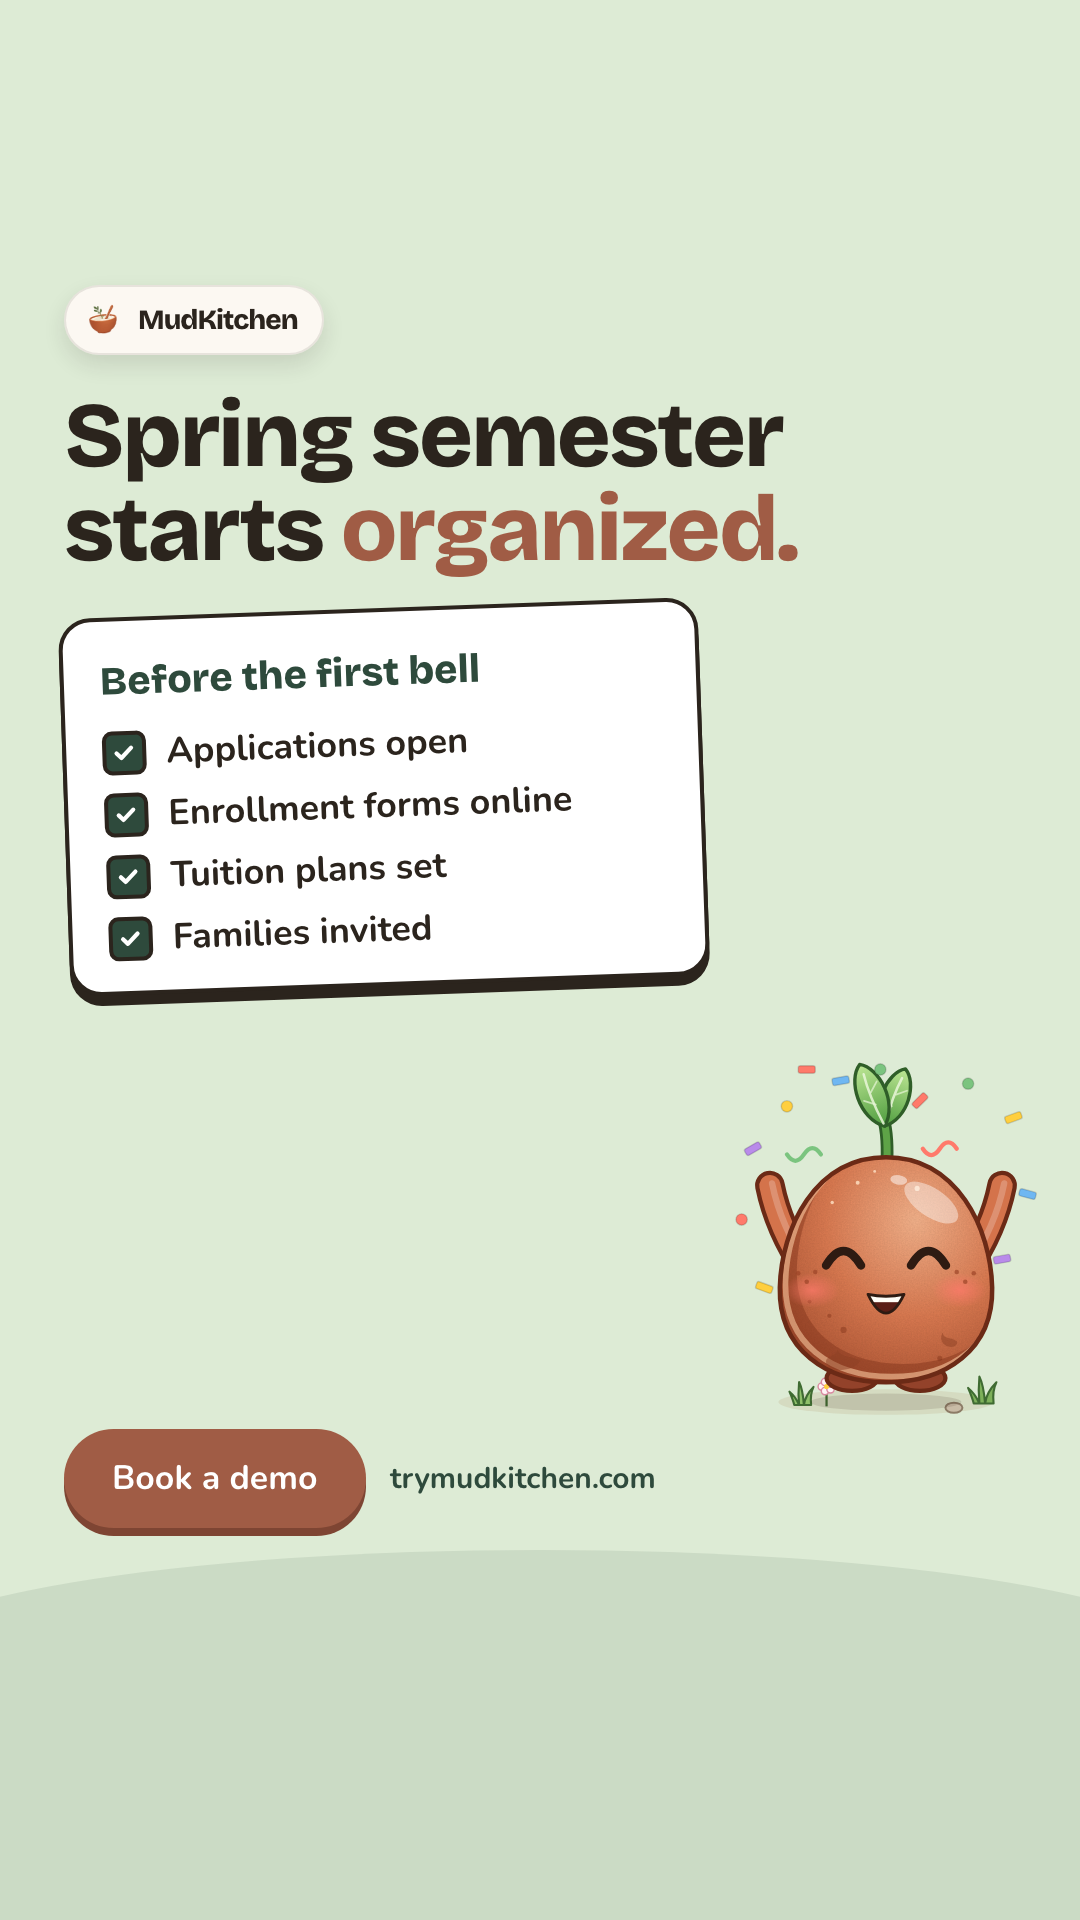 MudKitchen
Spring semester
starts organized.
Before the first bell
Applications open
Enrollment forms online
Tuition plans set
Families invited
Book a demo
trymudkitchen.com